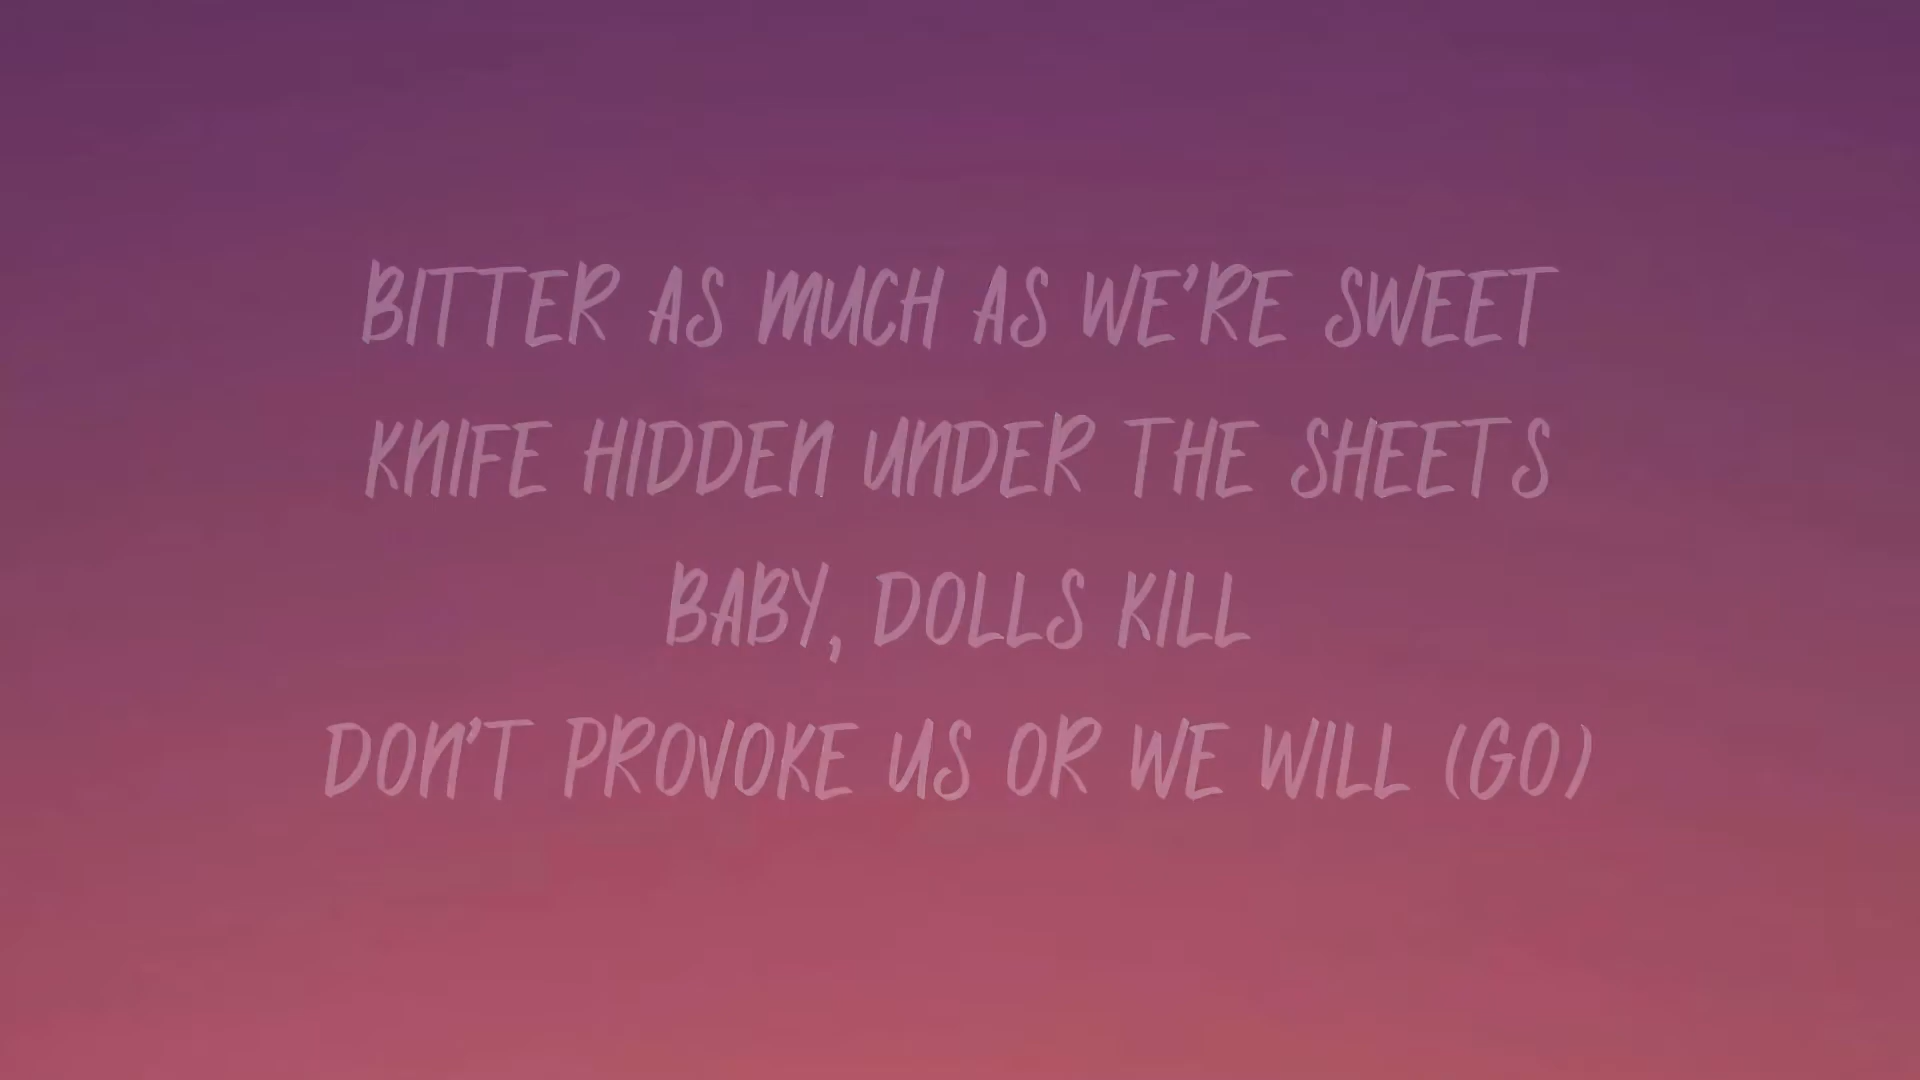 BITTER AS MUCH AS WE'RE SWEET
KNIFE HIDDEN UNDER THE SHEETS
BABY, DOLLS KILL
DON'T PROVOKE US OR WE WILL (GO)